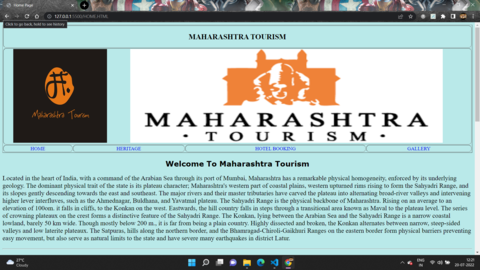 Home Page
127.0.0.1:5500/HOME.HTML
Click to go back, hold to see history
MAHARASHTRA TOURISM
Maharashtra Tourism
MAHARASHTRA
• TOURISM •
HOME HERITAGE HOTEL BOOKING GALLERY
Welcome To Maharashtra Tourism
Located in the heart of India, with a command of the Arabian Sea through its port of Mumbai, Maharashtra has a remarkable physical homogeneity, enforced by its underlying
geology. The dominant physical trait of the state is its plateau character; Maharashtra's western part of coastal plains, western upturned rims rising to form the Sahyadri Range, and
its slopes gently descending towards the east and southeast. The major rivers and their master tributaries have carved the plateau into alternating broad-river valleys and intervening
higher level interfluves, such as the Ahmednagar, Buldhana, and Yavatmal plateau. The Sahyadri Range is the physical backbone of Maharashtra. Rising on an average to an
elevation of 1000m. it falls in cliffs, to the Konkan on the west. Eastwards, the hill country falls in steps through a transitional area known as Maval to the plateau level. The series
of crowning plateaus on the crest forms a distinctive feature of the Sahyadri Range. The Konkan, lying between the Arabian Sea and the Sahyadri Range is a narrow coastal
lowland, barely 50 km wide. Though mostly below 200 m., it is far from being a plain country. Highly dissected and broken, the Konkan alternates between narrow, steep-sided
valleys and low laterite plateaux. The Satpuras, hills along the northern border, and the Bhamragad-Chiroli-Gaikhuri Ranges on the eastern border form physical barriers preventing
easy movement, but also serve as natural limits to the state and have severe many earthquakes in district Latur.
27°C
Cloudy
ENG
IN
12:21
20-07-2022